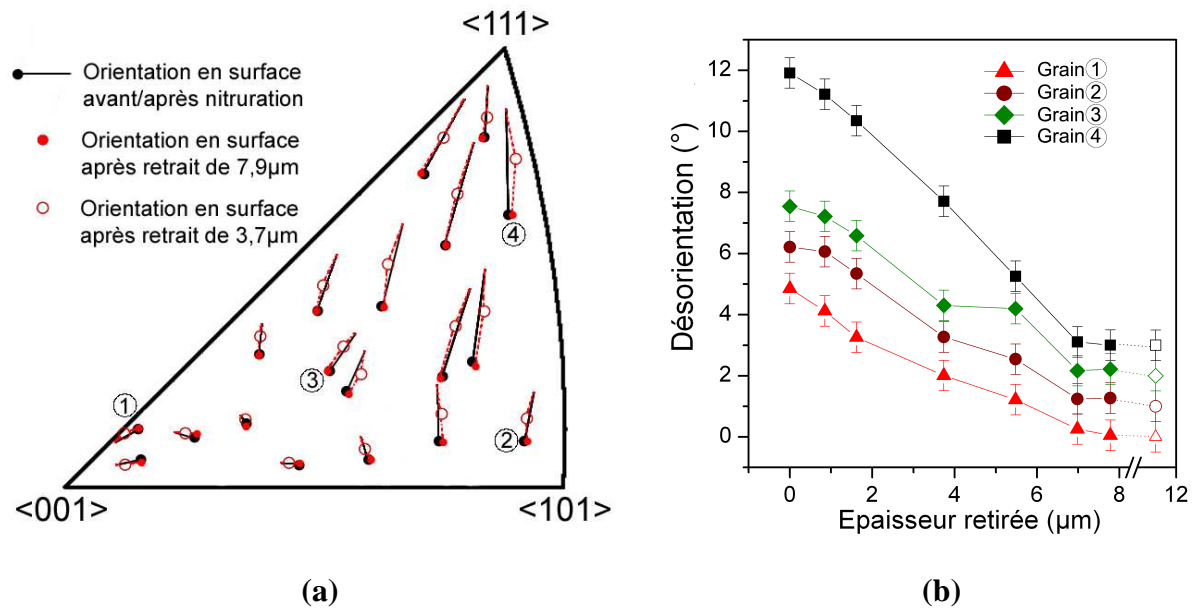 <111>
Orientation en surface
avant/après nitruration
Orientation en surface
après retrait de 7,9µm
Orientation en surface
après retrait de 3,7µm
④
③
①
②
<001>
<101>
(a)
Désorientation (°)
12
10
8
6
4
2
0
Grain①
Grain②
Grain③
Grain④
0 2 4 6 8 12
Epaisseur retirée (µm)
(b)